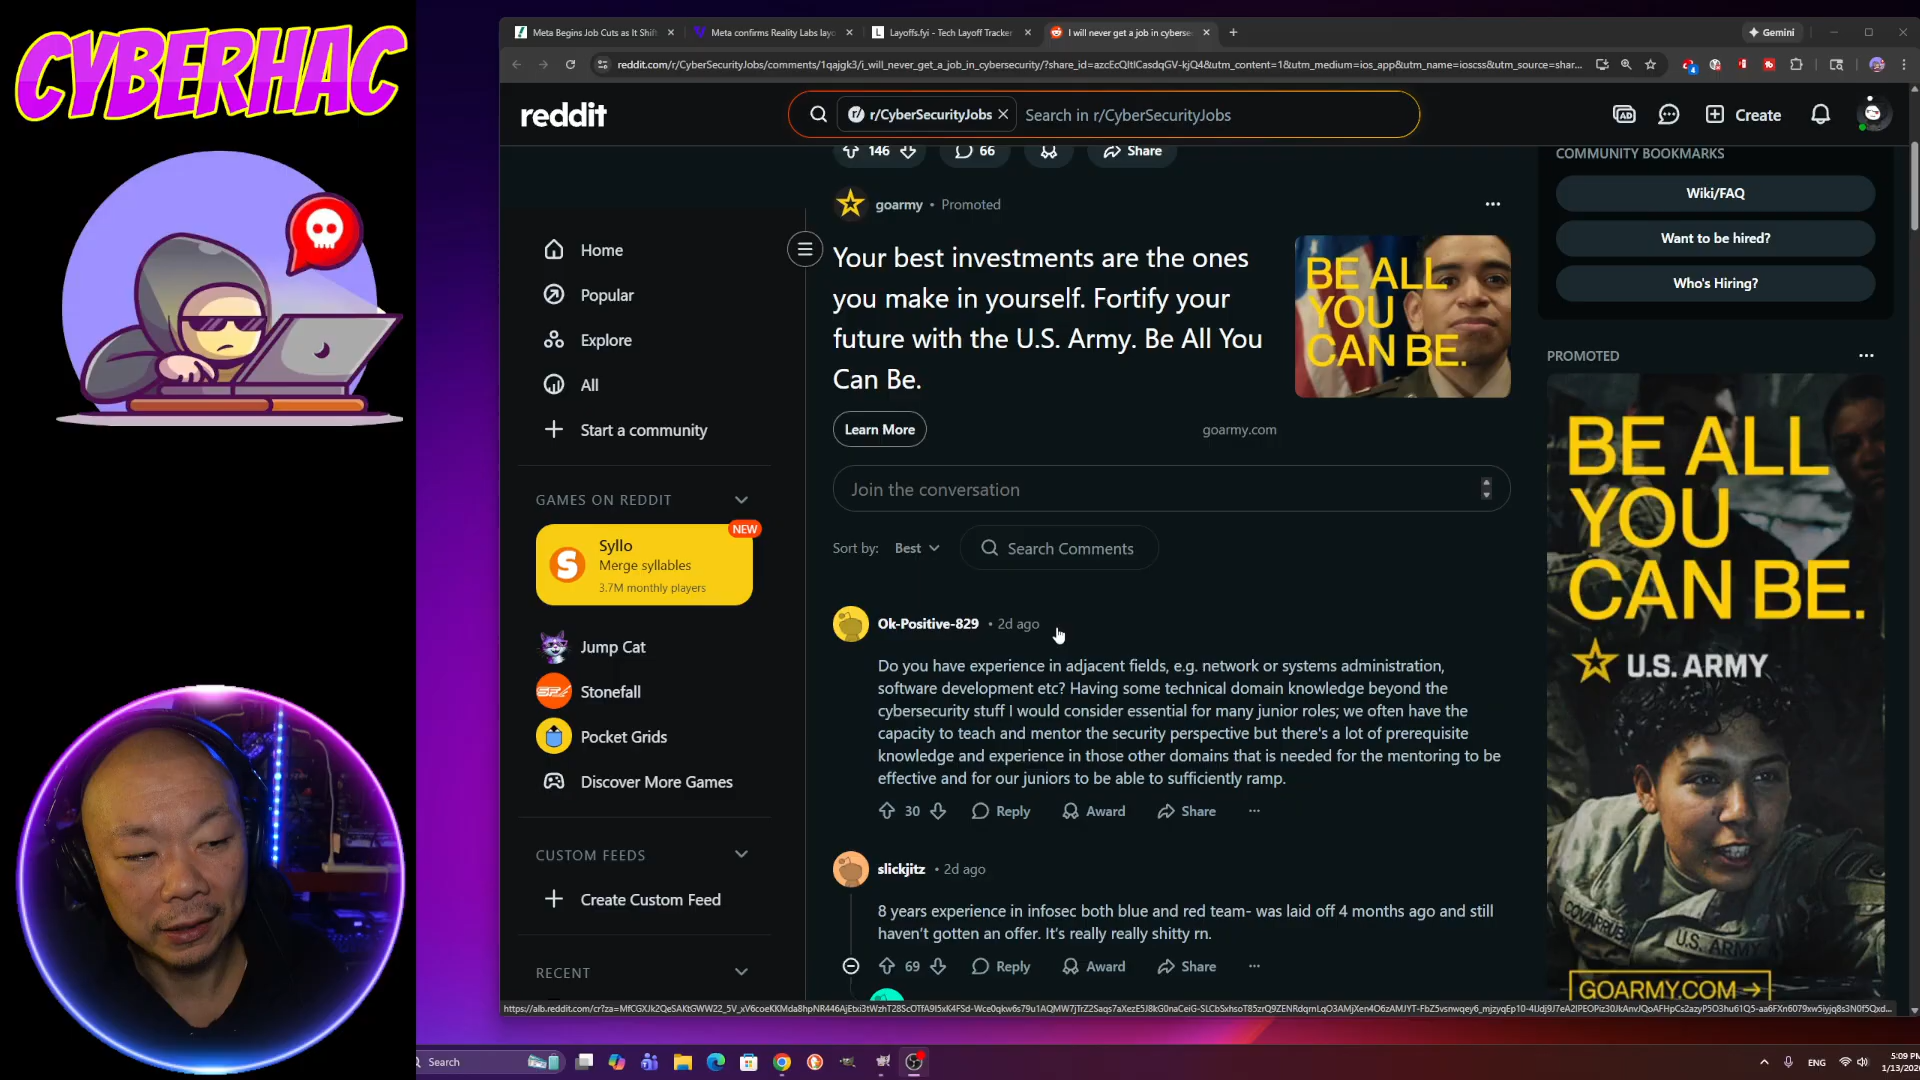 CYBERHAC
Meta Begins Job Cuts as It Shift
Meta confirms Reality Labs layo
Layoffs.fyi - Tech Layoff Tracker
I will never get a job in cyberse
Gemini
reddit
r/CyberSecurityJobs
Search in r/CyberSecurityJobs
Create
146
66
Share
COMMUNITY BOOKMARKS
Wiki/FAQ
Want to be hired?
Who's Hiring?
goarmy • Promoted
Your best investments are the ones
you make in yourself. Fortify your
future with the U.S. Army. Be All You
Can Be.
BE ALL
YOU
CAN BE.
Learn More
goarmy.com
Home
Popular
Explore
All
Start a community
GAMES ON REDDIT
NEW
Syllo
Merge syllables
3.7M monthly players
Jump Cat
Stonefall
Pocket Grids
Discover More Games
CUSTOM FEEDS
Create Custom Feed
RECENT
Join the conversation
Sort by: Best
Search Comments
Ok-Positive-829 • 2d ago
Do you have experience in adjacent fields, e.g. network or systems administration,
software development etc? Having some technical domain knowledge beyond the
cybersecurity stuff I would consider essential for many junior roles; we often have the
capacity to teach and mentor the security perspective but there's a lot of prerequisite
knowledge and experience in those other domains that is needed for the mentoring to be
effective and for our juniors to be able to sufficiently ramp.
30
Reply
Award
Share
slickjitz • 2d ago
8 years experience in infosec both blue and red team- was laid off 4 months ago and still
haven't gotten an offer. It's really really shitty rn.
69
Reply
Award
Share
PROMOTED
BE ALL
YOU
CAN BE.
U.S. ARMY
U.S. ARMY
GOARMY.COM
Search
ENG
5:09 PM